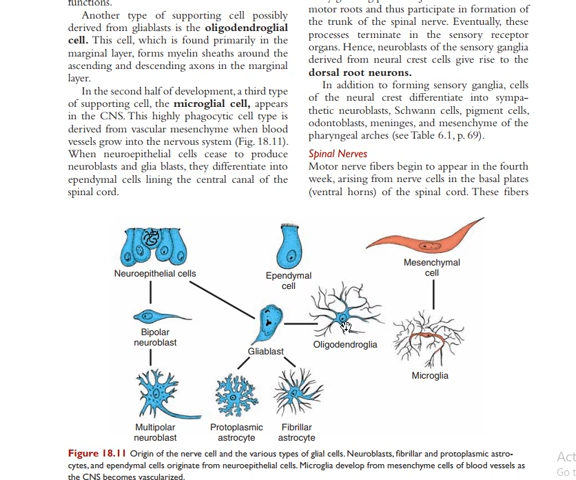 functions.
Another type of supporting cell possibly
derived from gliablasts is the oligodendroglial
cell. This cell, which is found primarily in the
marginal layer, forms myelin sheaths around the
ascending and descending axons in the marginal
layer.
In the second half of development, a third type
of supporting cell, the microglial cell, appears
in the CNS. This highly phagocytic cell type is
derived from vascular mesenchyme when blood
vessels grow into the nervous system (Fig. 18.11).
When neuroepithelial cells cease to produce
neuroblasts and glia blasts, they differentiate into
ependymal cells lining the central canal of the
spinal cord.
motor roots and thus participate in formation of
the trunk of the spinal nerve. Eventually, these
processes terminate in the sensory receptor
organs. Hence, neuroblasts of the sensory ganglia
derived from neural crest cells give rise to the
dorsal root neurons.
In addition to forming sensory ganglia, cells
of the neural crest differentiate into sympa-
thetic neuroblasts, Schwann cells, pigment cells,
odontoblasts, meninges, and mesenchyme of the
pharyngeal arches (see Table 6.1, p. 69).
Spinal Nerves
Motor nerve fibers begin to appear in the fourth
week, arising from nerve cells in the basal plates
(ventral horns) of the spinal cord. These fibers
Neuroepithelial cells
Ependymal
cell
Mesenchymal
cell
Bipolar
neuroblast
Gliablast
Oligodendroglia
Microglia
Multipolar
neuroblast
Protoplasmic
astrocyte
Fibrillar
astrocyte
Figure 18.11 Origin of the nerve cell and the various types of glial cells. Neuroblasts, fibrillar and protoplasmic astro-
cytes, and ependymal cells originate from neuroepithelial cells. Microglia develop from mesenchyme cells of blood vessels as
the CNS becomes vascularized.
Act
Go t